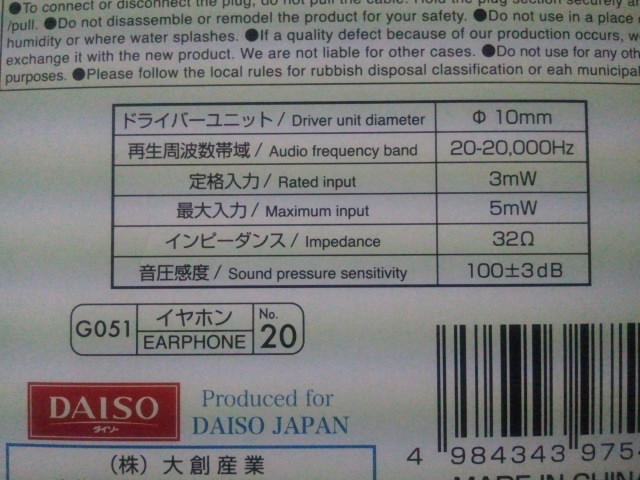 ●To connect or disconnect the plug, do not pull the cable. Hold the plug section securely
/pull. ●Do not disassemble or remodel the product for your safety. ●Do not use in a place
humidity or where water splashes. ●If a quality defect because of our production occurs,
exchange it with the new product. We are not liable for other cases. ●Do not use for any
purposes. ●Please follow the local rules for rubbish disposal classification or eah municipal
ドライバーユニット / Driver unit diameter Φ 10mm
再生周波数帯域 / Audio frequency band 20-20,000Hz
定格入力 / Rated input 3mW
最大入力 / Maximum input 5mW
インピーダンス / Impedance 32Ω
音圧感度 / Sound pressure sensitivity 100±3dB
G051 イヤホン EARPHONE No. 20
DAISO
ダイソー
Produced for
DAISO JAPAN
(株) 大創産業
4 984343 975
MADE IN CHINA